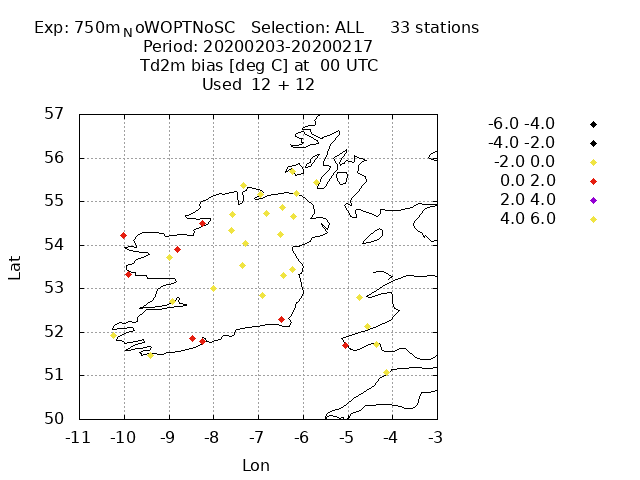 Exp: 750mNoWOPTNoSC Selection: ALL 33 stations
Period: 20200203-20200217
Td2m bias [deg C] at 00 UTC
Used 12 + 12
57
56
55
54
53
52
51
50
-11 -10 -9 -8 -7 -6 -5 -4 -3
Lat
Lon
-6.0 -4.0
-4.0 -2.0
-2.0 0.0
0.0 2.0
2.0 4.0
4.0 6.0